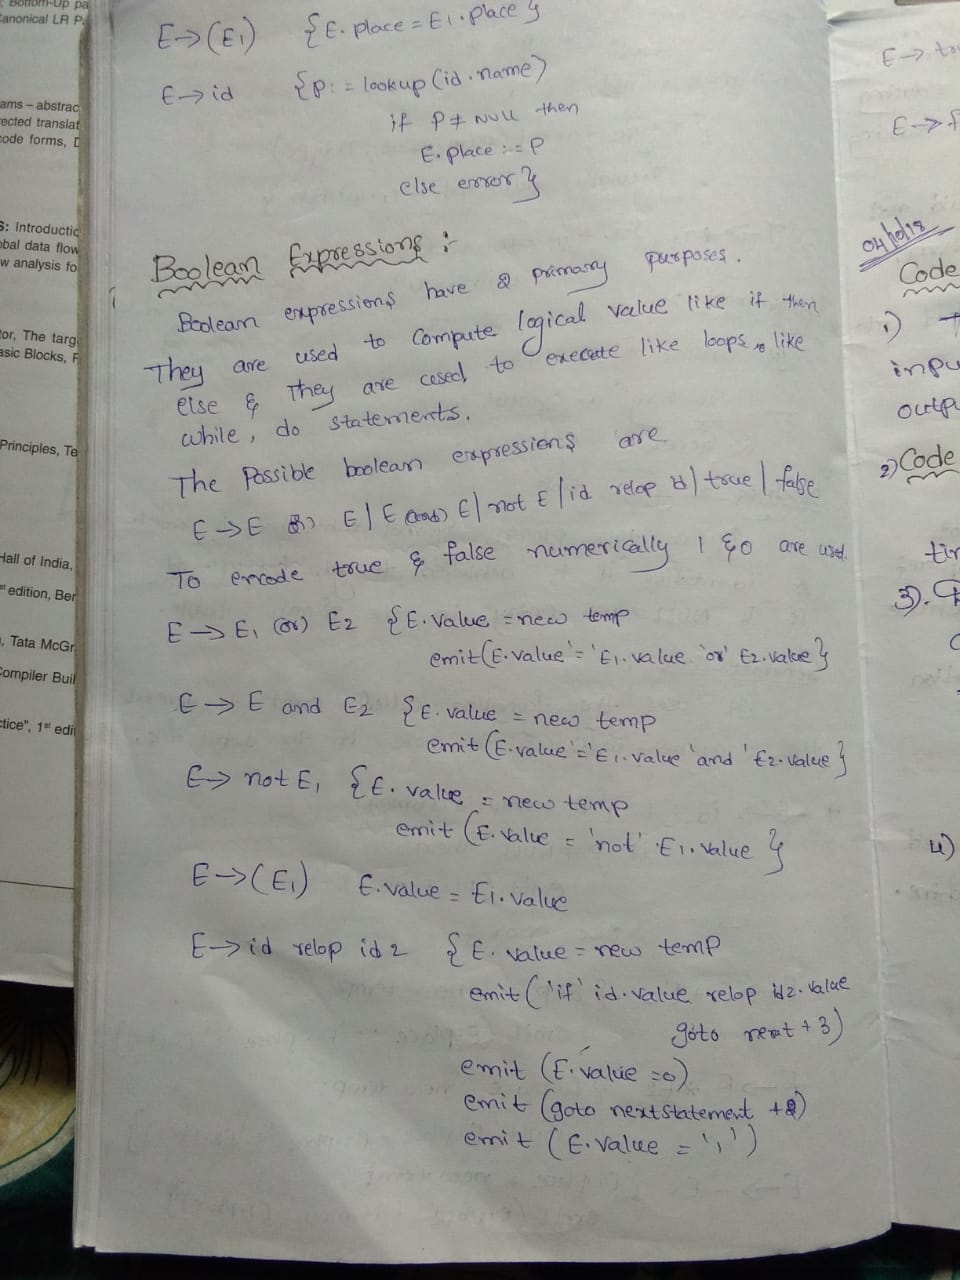 : Bottom-Up pa
Canonical LR P
ams – abstrac
ected translat
code forms, D
S: Introductio
obal data flow
w analysis fo
tor, The targ
asic Blocks, F
Principles, Te
Hall of India,
st edition, Ber
, Tata McGr
Compiler Buil
ctice", 1st edi
E → (E1) {E. place = E1. place }
E → id {P: = lookup (id. name)
if P ≠ NULL then
E. place := P
else error }
Boolean Expressions :-
Boolean expressions have 2 primary purposes.
They are used to compute logical value like if then
else & They are used to execute like loops like
while, do statements.
The Possible boolean expressions are
E → E or E | E and E | not E | id relop id | true | false
To encode true & false numerically 1 & 0 are used.
E → E1 (or) E2 {E. value = new temp
emit(E. value '=' E1. value 'or' E2. value }
E → E and E2 {E. value = new temp
emit (E. value '=' E1. value 'and' E2. value }
E → not E1 {E. value = new temp
emit (E. value = 'not' E1. value }
E → (E1) E. value = E1. value
E → id relop id 2 {E. value = new temp
emit ('if' id. value relop id2. value
goto next + 3)
emit (E. value = 0)
emit (goto nextstatement + 2)
emit (E. value = '1')
E →
E →
04/10/18
Code
1)
inpu
outpu
2) Code
3).
4)